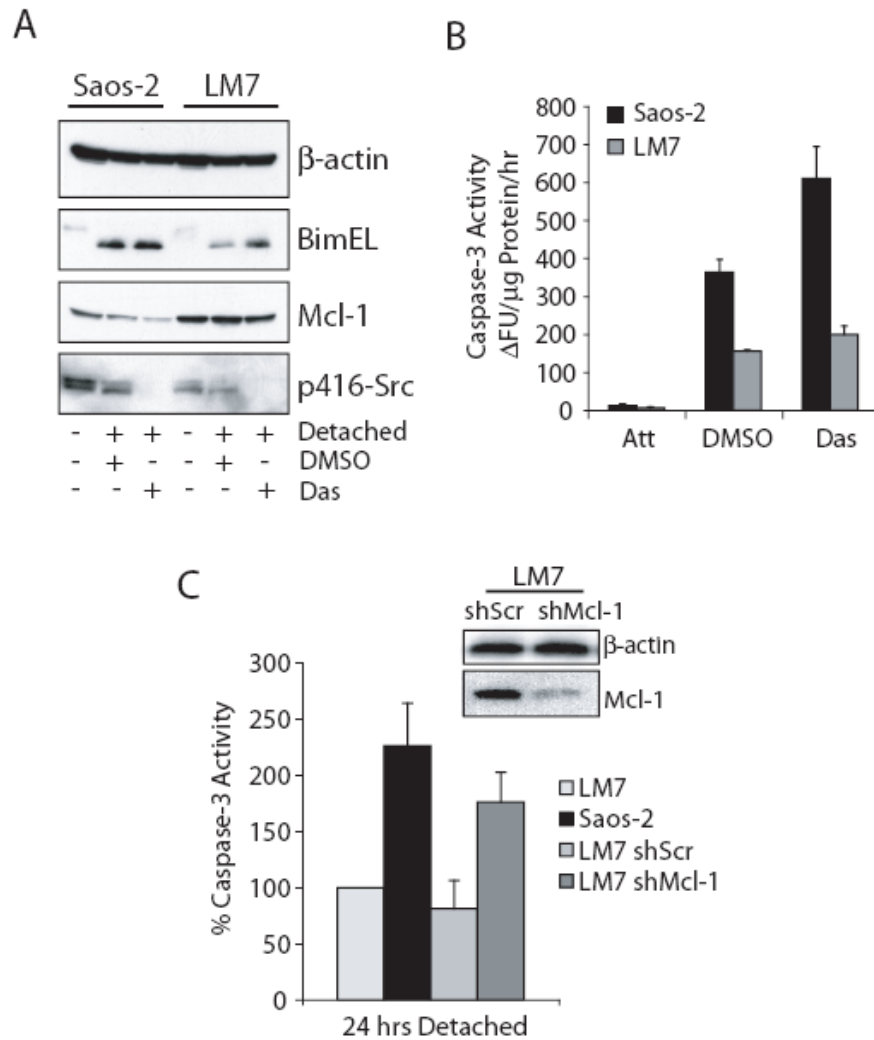 A
Saos-2 LM7
β-actin
BimEL
Mcl-1
p416-Src
- + + - + + Detached
- + - - + - DMSO
- - + - - + Das
B
Saos-2
LM7
Caspase-3 Activity
ΔFU/µg Protein/hr
800
700
600
500
400
300
200
100
0
Att DMSO Das
C
LM7
shScr shMcl-1
β-actin
Mcl-1
% Caspase-3 Activity
300
250
200
150
100
50
0
24 hrs Detached
LM7
Saos-2
LM7 shScr
LM7 shMcl-1